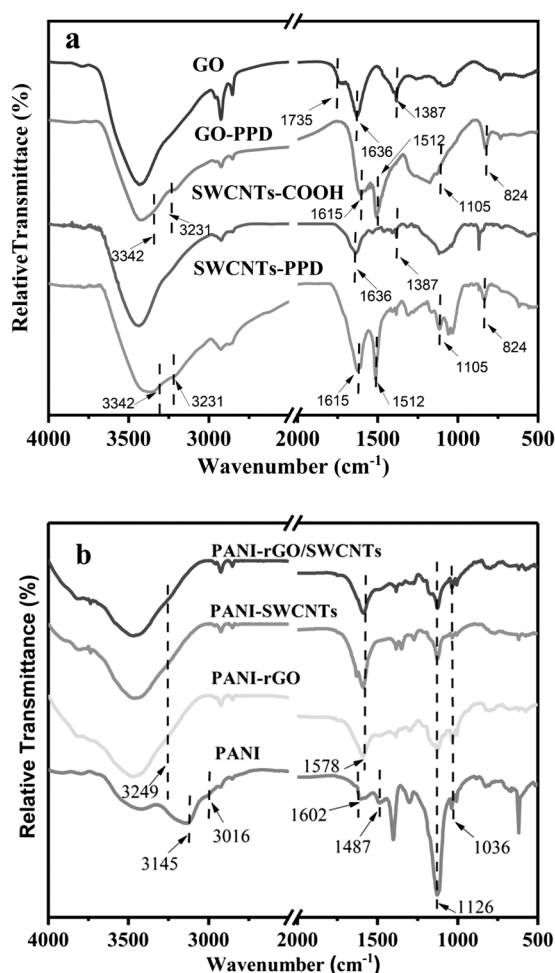 a
GO
1735
1387
GO-PPD
1636
1512
SWCNTs-COOH
3342
3231
1615
1105
824
SWCNTs-PPD
1636
1387
1105
824
3342
3231
1615
1512
RelativeTransmittace (%)
4000 3500 3000 2000 1500 1000 500
Wavenumber (cm-1)
b
PANI-rGO/SWCNTs
PANI-SWCNTs
PANI-rGO
PANI
1578
3249
3016
1602
1487
1036
3145
1126
Relative Transmittance (%)
4000 3500 3000 2000 1500 1000 500
Wavenumber (cm-1)